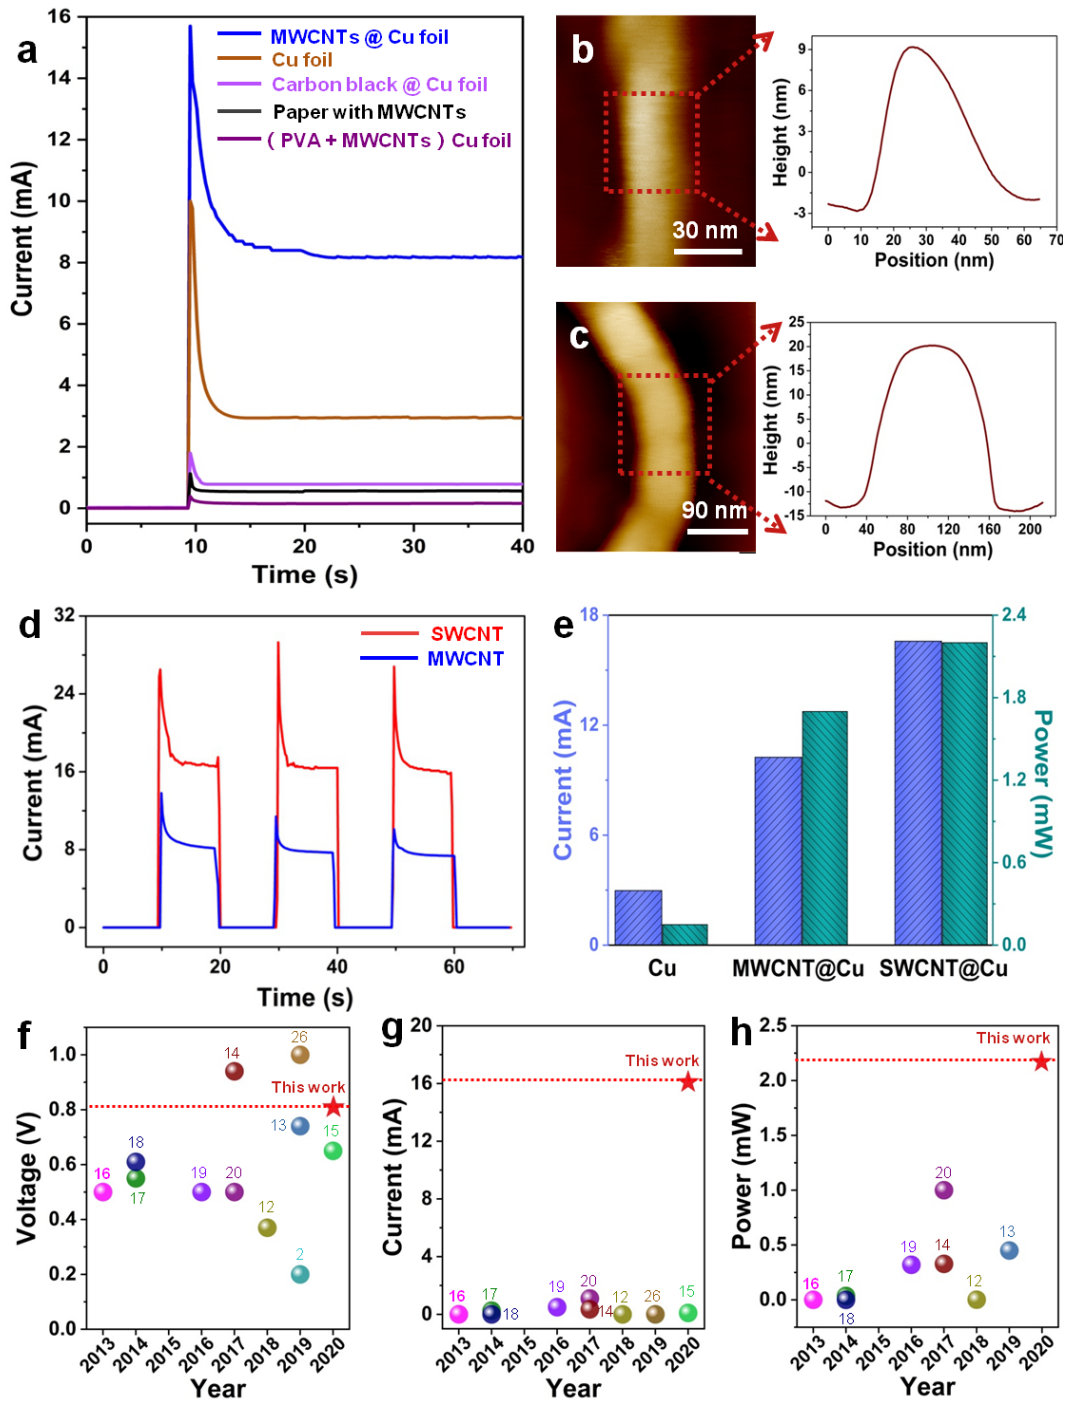 a
MWCNTs @ Cu foil
Cu foil
Carbon black @ Cu foil
Paper with MWCNTs
( PVA + MWCNTs ) Cu foil
16
14
12
10
8
6
4
2
0
Current (mA)
0 10 20 30 40
Time (s)
b
30 nm
9
6
3
0
-3
Height (nm)
0 10 20 30 40 50 60 70
Position (nm)
c
90 nm
25
20
15
10
5
0
-5
-10
-15
Height (nm)
0 40 80 120 160 200
Position (nm)
d
SWCNT
MWCNT
32
24
16
8
0
Current (mA)
0 20 40 60
Time (s)
e
18
12
6
0
Current (mA)
2.4
1.8
1.2
0.6
0.0
Power (mW)
Cu MWCNT@Cu SWCNT@Cu
f
1.0
0.8
0.6
0.4
0.2
0.0
Voltage (V)
14
26
This work
13
15
18
16
17
19
20
12
2
2013 2014 2015 2016 2017 2018 2019 2020
Year
g
20
16
12
8
4
0
Current (mA)
This work
16
17
18
19
20
14
12
26
15
2013 2014 2015 2016 2017 2018 2019 2020
Year
h
2.5
2.0
1.5
1.0
0.5
0.0
Power (mW)
This work
20
13
19
14
16
17
18
12
2013 2014 2015 2016 2017 2018 2019 2020
Year